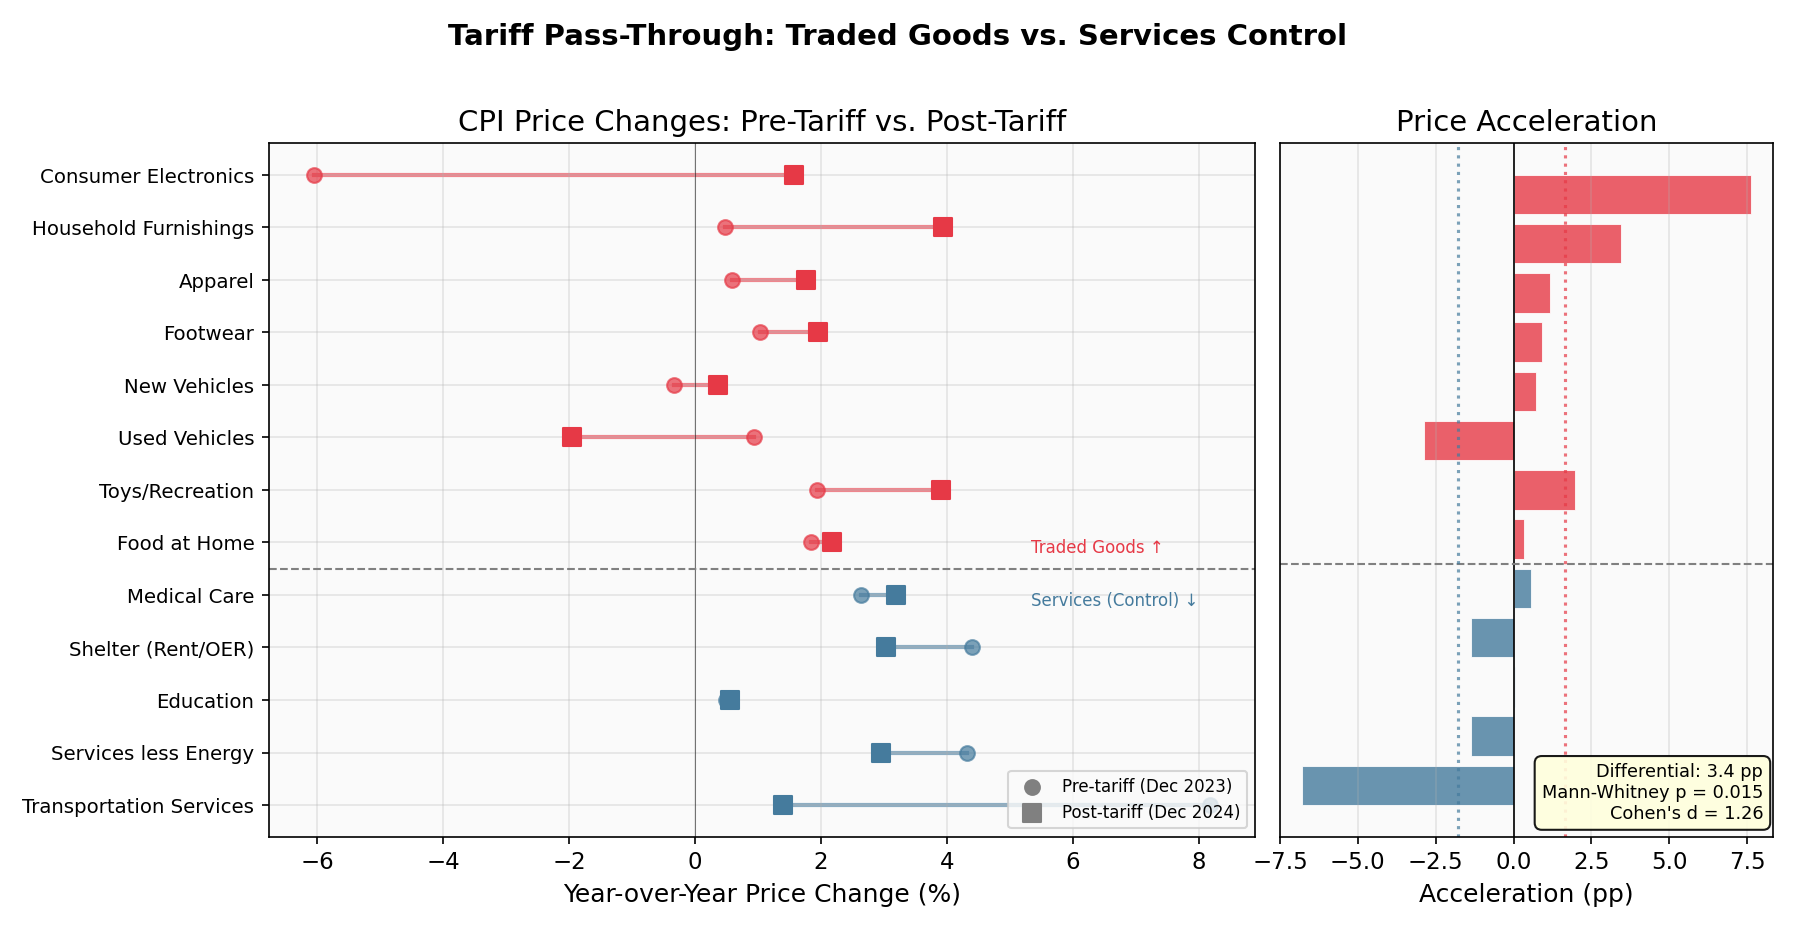 Tariff Pass-Through: Traded Goods vs. Services Control
CPI Price Changes: Pre-Tariff vs. Post-Tariff
Consumer Electronics
Household Furnishings
Apparel
Footwear
New Vehicles
Used Vehicles
Toys/Recreation
Food at Home
Medical Care
Shelter (Rent/OER)
Education
Services less Energy
Transportation Services
Traded Goods ↑
Services (Control) ↓
Pre-tariff (Dec 2023)
Post-tariff (Dec 2024)
−6 −4 −2 0 2 4 6 8
Year-over-Year Price Change (%)
Price Acceleration
Differential: 3.4 pp
Mann-Whitney p = 0.015
Cohen's d = 1.26
−7.5 −5.0 −2.5 0.0 2.5 5.0 7.5
Acceleration (pp)